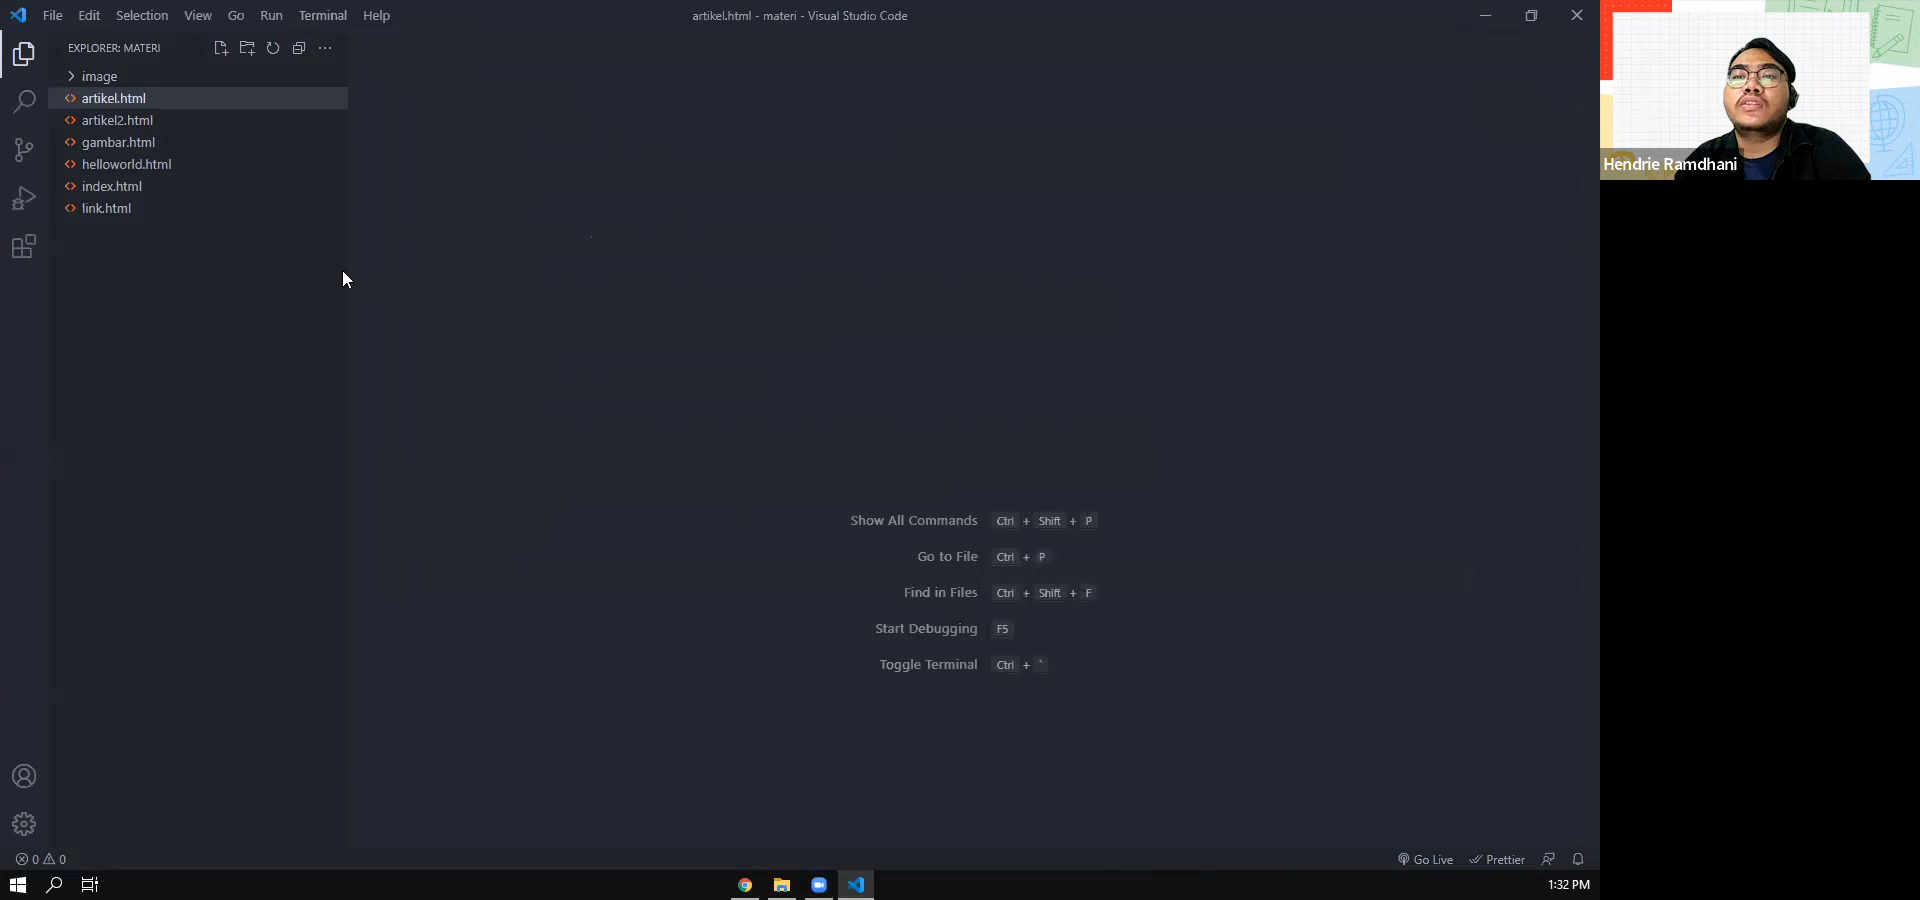 File Edit Selection View Go Run Terminal Help
artikel.html - materi - Visual Studio Code
EXPLORER: MATERI
image
artikel.html
artikel2.html
gambar.html
helloworld.html
index.html
link.html
Hendrie Ramdhani
Show All Commands Ctrl + Shift + P
Go to File Ctrl + P
Find in Files Ctrl + Shift + F
Start Debugging F5
Toggle Terminal Ctrl + `
0 0
Go Live Prettier
1:32 PM